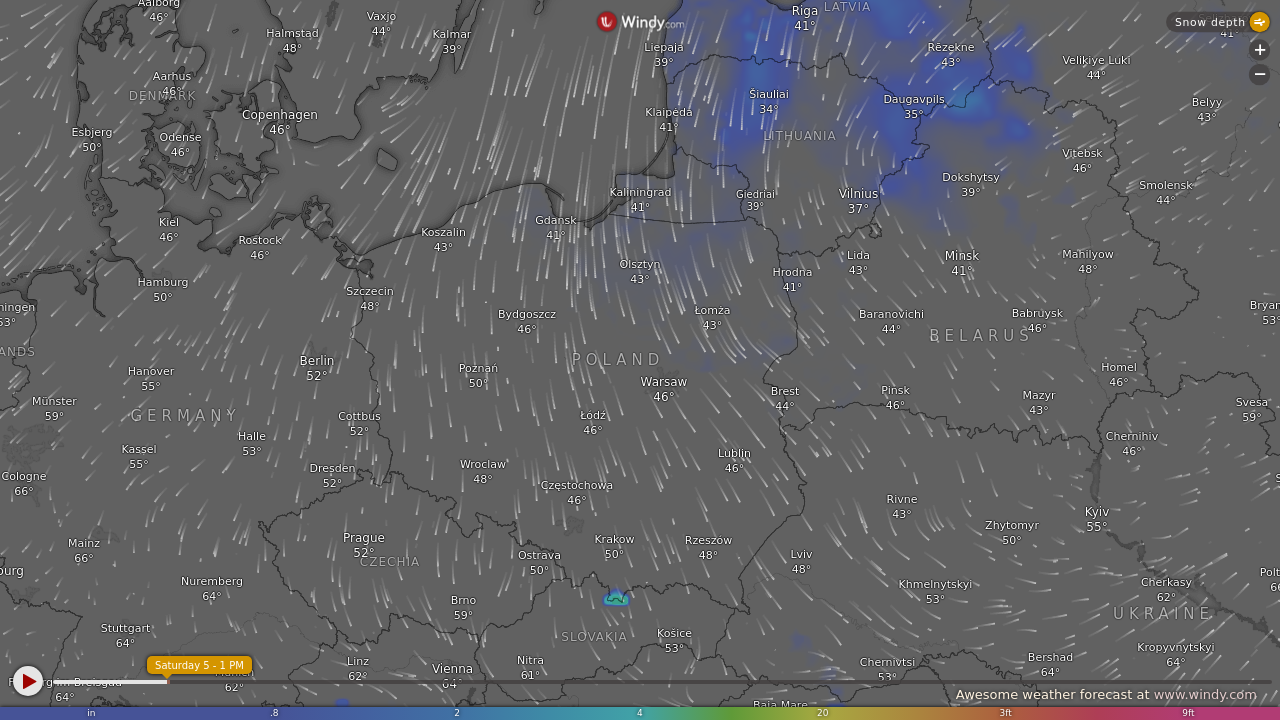 Aalborg
46°
Vaxjo
44°
Windy.com
Riga
41°
LATVIA
Snow depth
41°
Halmstad
48°
Kalmar
39°
Liepaja
39°
Rēzekne
43°
+
Velikiye Luki
44°
−
Aarhus
46°
DENMARK
Šiauliai
34°
Daugavpils
35°
Belyy
43°
Copenhagen
46°
Klaipėda
41°
LITHUANIA
Esbjerg
50°
Odense
46°
Vitebsk
46°
Dokshytsy
39°
Smolensk
44°
Kaliningrad
41°
Giedriai
39°
Vilnius
37°
Kiel
46°
Rostock
46°
Koszalin
43°
Gdansk
41°
Olsztyn
43°
Hrodna
41°
Lida
43°
Minsk
41°
Mahilyow
48°
Hamburg
50°
Szczecin
48°
ningen
53°
Bydgoszcz
46°
Łomża
43°
Baranovichi
44°
Babruysk
46°
Bryan
53°
BELARUS
ANDS
Berlin
52°
POLAND
Hanover
55°
Poznań
50°
Warsaw
46°
Homel
46°
Brest
44°
Pinsk
46°
Mazyr
43°
Münster
59°
GERMANY
Cottbus
52°
Łódź
46°
Svesa
59°
Halle
53°
Chernihiv
46°
Kassel
55°
Lublin
46°
Cologne
66°
Dresden
52°
Wroclaw
48°
Częstochowa
46°
S
Rivne
43°
Kyiv
55°
Zhytomyr
50°
Mainz
66°
Prague
52°
CZECHIA
Krakow
50°
Rzeszów
48°
Ostrava
50°
Lviv
48°
burg
Nuremberg
64°
Khmelnytskyi
53°
Cherkasy
62°
Polt
66
Brno
59°
UKRAINE
Stuttgart
64°
SLOVAKIA
Košice
53°
Kropyvnytskyi
64°
Saturday 5 - 1 PM
Linz
62°
Vienna
64°
Nitra
61°
Chernivtsi
53°
Bershad
64°
64°
62°
Awesome weather forecast at www.windy.com
Baia Mare
in
.8
2
4
20
3ft
9ft